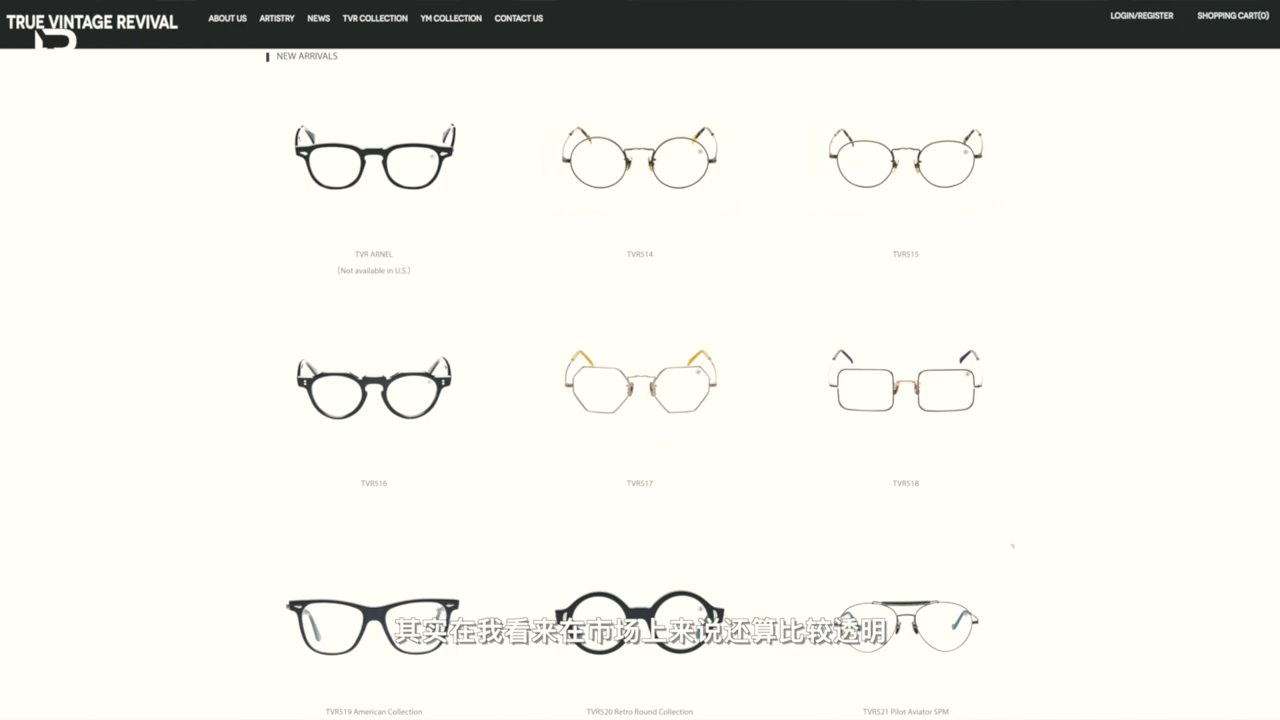 TRUE VINTAGE REVIVAL
ABOUT US
ARTISTRY
NEWS
TVR COLLECTION
YM COLLECTION
CONTACT US
LOGIN/REGISTER
SHOPPING CART(0)
NEW ARRIVALS
TVR ARNEL
(Not available in U.S.)
TVR514
TVR515
TVR516
TVR517
TVR518
其实在我看来在市场上来说还算比较透明
TVR519 American Collection
TVR520 Retro Round Collection
TVR521 Pilot Aviator SPM